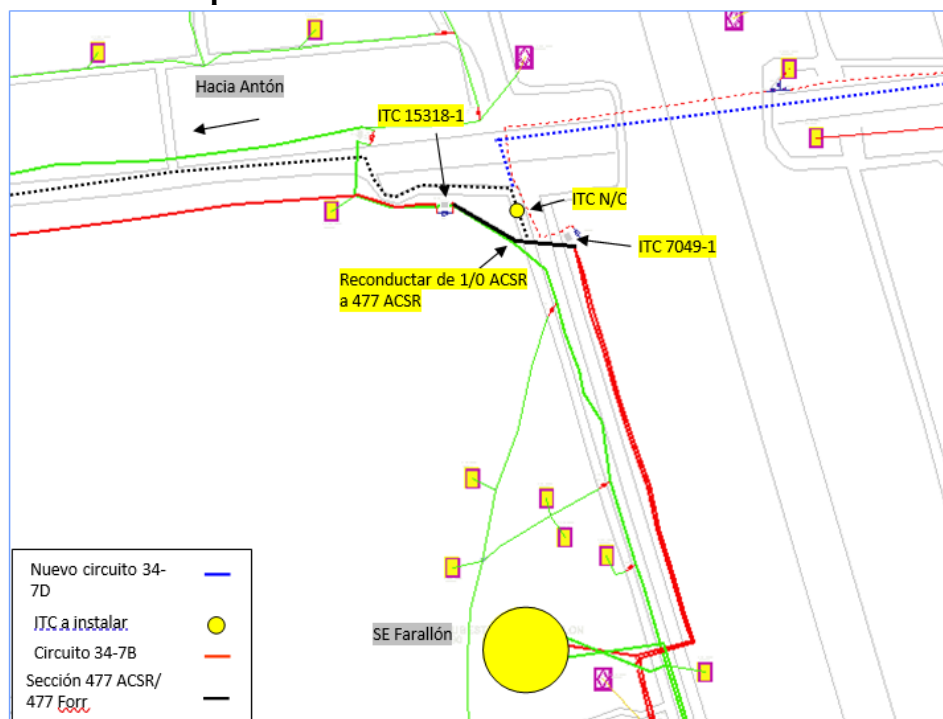 Hacia Antón
ITC 15318-1
ITC N/C
ITC 7049-1
Reconductar de 1/0 ACSR
a 477 ACSR
SE Farallón
Nuevo circuito 34-
7D
ITC a instalar
Circuito 34-7B
Sección 477 ACSR/
477 Forr